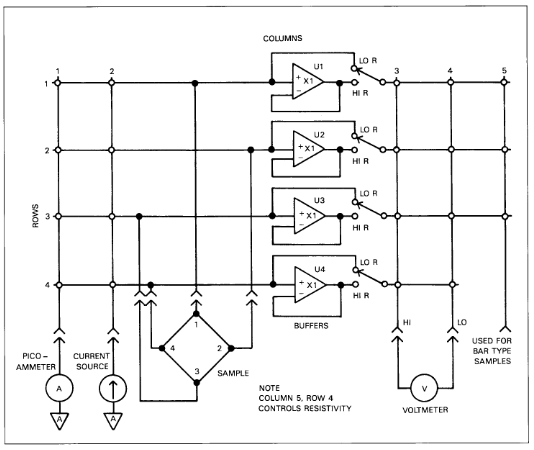 COLUMNS
1 2 3 4 5
U1 LO R
1 + X1
− HI R
U2 LO R
2 + X1
− HI R
ROWS
U3 LO R
3 + X1
− HI R
U4 LO R
4 + X1
− HI R
BUFFERS
HI LO
1
4 2
3
SAMPLE
PICO-
AMMETER
CURRENT
SOURCE
USED FOR
BAR TYPE
SAMPLES
A
A
A
V
VOLTMETER
NOTE
COLUMN 5, ROW 4
CONTROLS RESISTIVITY